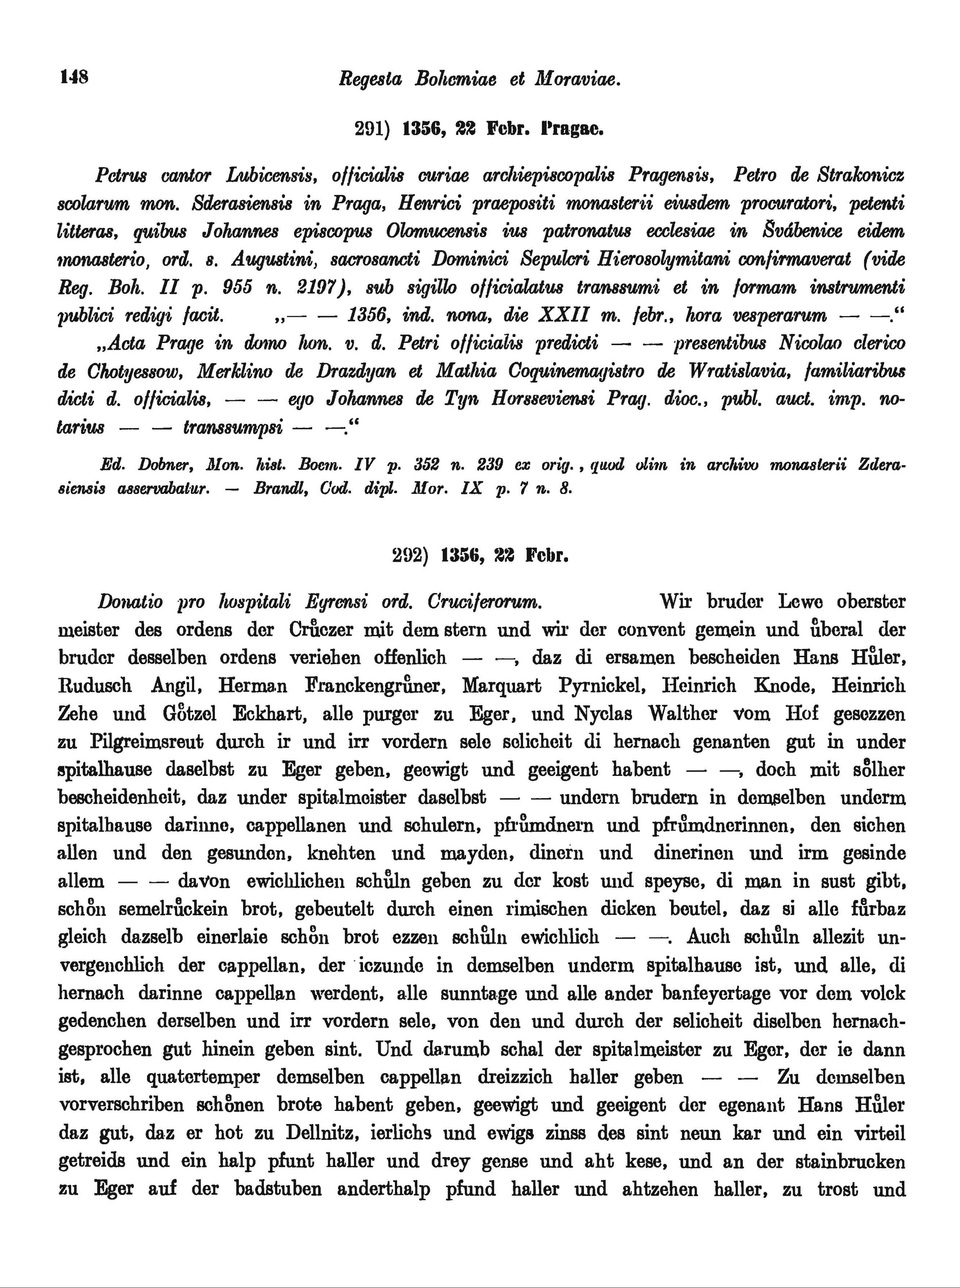 148 Regesta Bohemiae et Moraviae.
291) 1356, 22 Febr. Pragae.
Petrus cantor Lubicensis, officialis curiae archiepiscopalis Pragensis, Petro de Strakonicz
scolarum mon. Sderasiensis in Praga, Henrici praepositi monasterii eiusdem procuratori, petenti
litteras, quibus Johannes episcopus Olomucensis ius patronatus ecclesiae in Švábenice eidem
monasterio, ord. s. Augustini, sacrosancti Dominici Sepulcri Hierosolymitani confirmaverat (vide
Reg. Boh. II p. 955 n. 2197), sub sigillo officialatus transsumi et in formam instrumenti
publici redigi facit. „— — 1356, ind. nona, die XXII m. febr., hora vesperarum — —.“
„Acta Prage in domo hon. v. d. Petri officialis predicti — — presentibus Nicolao clerico
de Chotyessow, Merklino de Drazdyan et Mathia Coquinemagistro de Wratislavia, familiaribus
dicti d. officialis, — — ego Johannes de Tyn Horsseviensi Prag. dioc., publ. auct. imp. no-
tarius — — transsumpsi — —.“
Ed. Dobner, Mon. hist. Boem. IV p. 352 n. 239 ex orig., quod olim in archivo monasterii Zdera-
siensis asservabatur. — Brandl, Cod. dipl. Mor. IX p. 7 n. 8.
292) 1356, 22 Febr.
Donatio pro hospitali Egrensi ord. Cruciferorum. Wir bruder Lewe oberster
meister des ordens der Crůczer mit dem stern und wir der convent gemein und ůberal der
bruder desselben ordens veriehen offenlich — —, daz di ersamen bescheiden Hans Hůler,
Rudusch Angil, Herman Franckengrůner, Marquart Pyrnickel, Heinrich Knode, Heinrich
Zehe und Go̊tzel Eckhart, alle purger zu Eger, und Nyclas Walther vom Hof gesezzen
zu Pilgreimsreut durch ir und irr vordern sele selicheit di hernach genanten gut in under
spitalhause daselbst zu Eger geben, geewigt und geeigent habent — —, doch mit so̊lher
bescheidenheit, daz under spitalmeister daselbst — — undern brudern in demselben underm
spitalhause darinne, cappellanen und schulern, pfrůmdnern und pfrůmdnerinnen, den sichen
allen und den gesunden, knehten und mayden, dinern und dinerinen und irm gesinde
allem — — davon ewichlichen schůln geben zu der kost und speyse, di man in sust gibt,
scho̊n semelrůckein brot, gebeutelt durch einen rimischen dicken beutel, daz si alle fůrbaz
gleich dazselb einerlaie scho̊n brot ezzen schůln ewichlich — —. Auch schůln allezit un-
vergenchlich der cappellan, der iczunde in demselben underm spitalhause ist, und alle, di
hernach darinne cappellan werdent, alle sunntage und alle ander banfeyertage vor dem volck
gedenchen derselben und irr vordern sele, von den und durch der selicheit diselben hernach-
gesprochen gut hinein geben sint. Und darumb schal der spitalmeister zu Eger, der ie dann
ist, alle quatertemper demselben cappellan dreizzich haller geben — — Zu demselben
vorverschriben scho̊nen brote habent geben, geewigt und geeigent der egenant Hans Hůler
daz gut, daz er hot zu Dellnitz, ierlichs und ewigs zinss des sint neun kar und ein virteil
getreids und ein halp pfunt haller und drey gense und aht kese, und an der stainbrucken
zu Eger auf der badstuben anderthalp pfund haller und ahtzehen haller, zu trost und